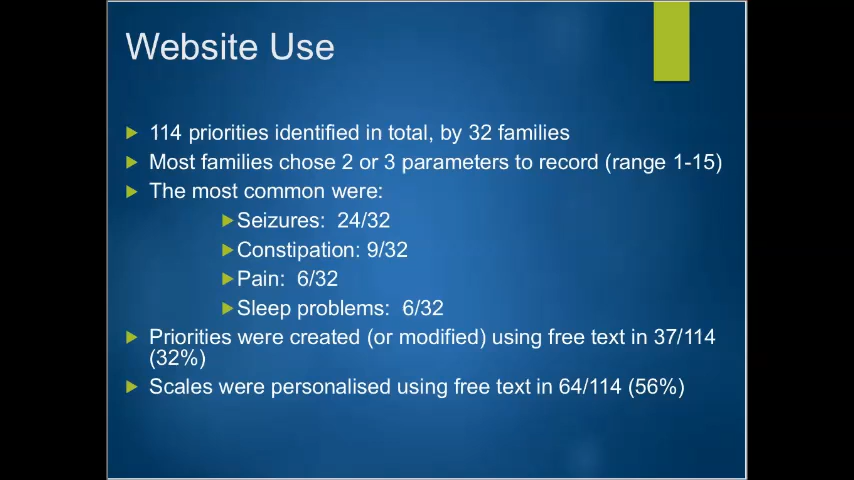 Website Use
114 priorities identified in total, by 32 families
Most families chose 2 or 3 parameters to record (range 1-15)
The most common were:
Seizures: 24/32
Constipation: 9/32
Pain: 6/32
Sleep problems: 6/32
Priorities were created (or modified) using free text in 37/114
(32%)
Scales were personalised using free text in 64/114 (56%)